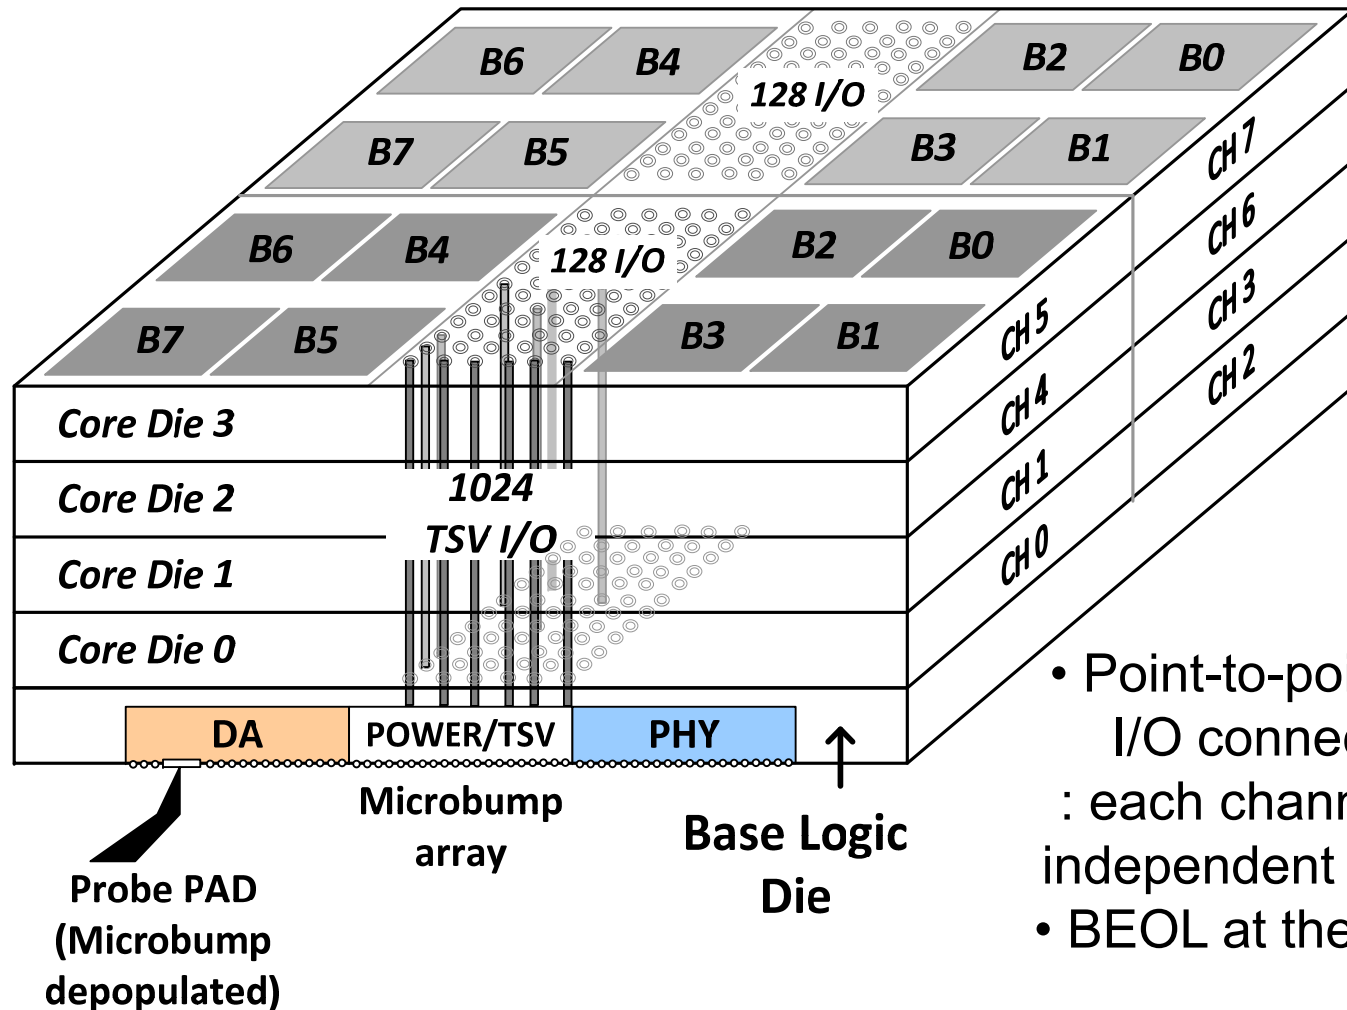 B6 B4 B2 B0
128 I/O
B7 B5 B3 B1
128 I/O
B6 B4 B2 B0
B7 B5 B3 B1
CH 7
CH 6
CH 5
CH 3
CH 4
CH 2
CH 1
CH 0
Core Die 3
Core Die 2
1024
TSV I/O
Core Die 1
Core Die 0
DA POWER/TSV PHY
Microbump
array
Base Logic
Die
Probe PAD
(Microbump
depopulated)
• Point-to-poi
I/O connec
: each chann
independent
• BEOL at the